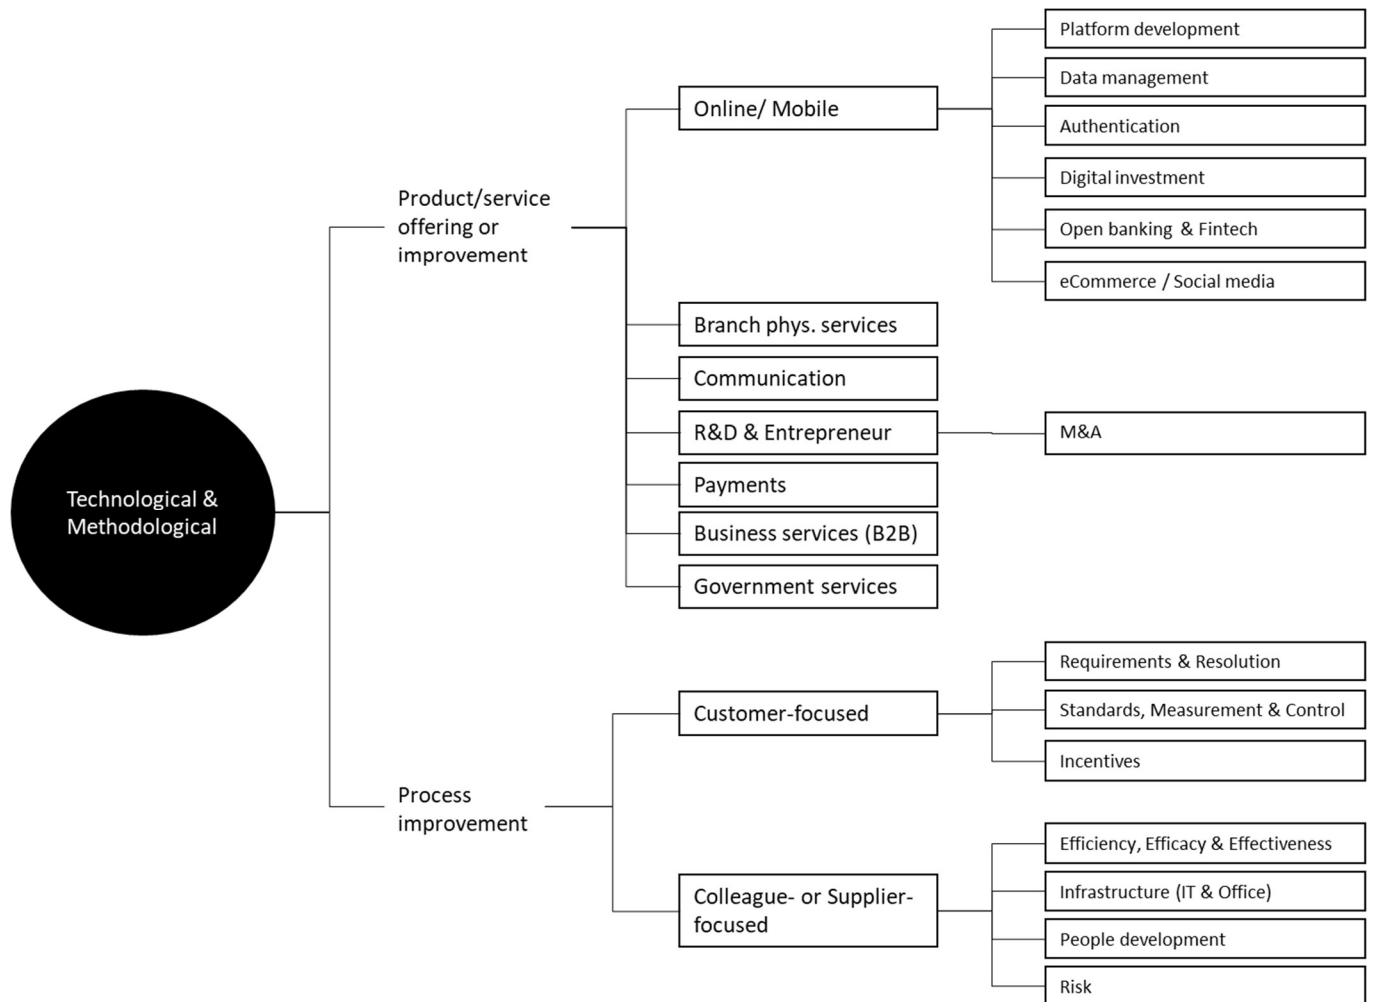 Technological &
Methodological
Product/service
offering or
improvement
Online/ Mobile
Platform development
Data management
Authentication
Digital investment
Open banking & Fintech
eCommerce / Social media
Branch phys. services
Communication
R&D & Entrepreneur
M&A
Payments
Business services (B2B)
Government services
Process
improvement
Customer-focused
Requirements & Resolution
Standards, Measurement & Control
Incentives
Colleague- or Supplier-
focused
Efficiency, Efficacy & Effectiveness
Infrastructure (IT & Office)
People development
Risk